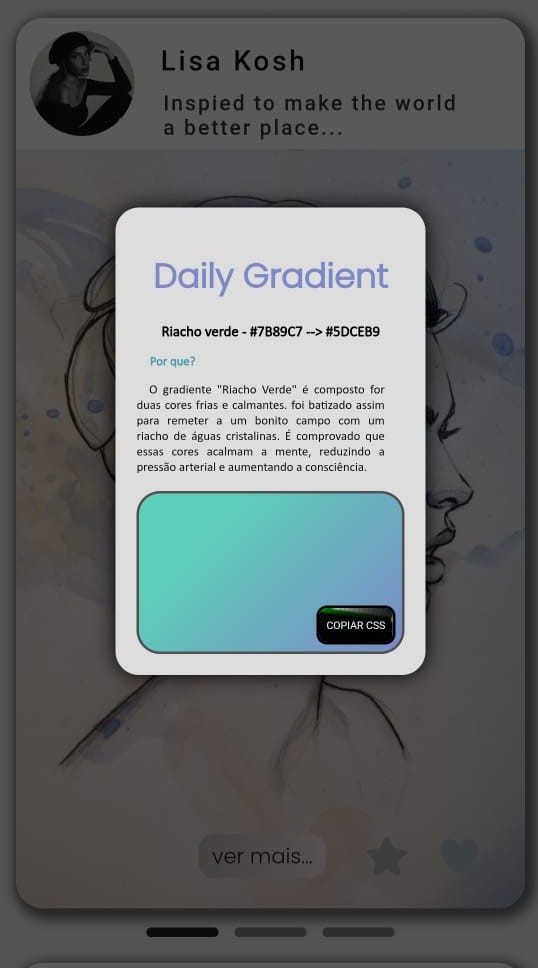 Lisa Kosh
Inspied to make the world
a better place...
Daily Gradient
Riacho verde - #7B89C7 --> #5DCEB9
Por que?
O gradiente "Riacho Verde" é composto for
duas cores frias e calmantes. foi batizado assim
para remeter a um bonito campo com um
riacho de águas cristalinas. É comprovado que
essas cores acalmam a mente, reduzindo a
pressão arterial e aumentando a consciência.
COPIAR CSS
ver mais...